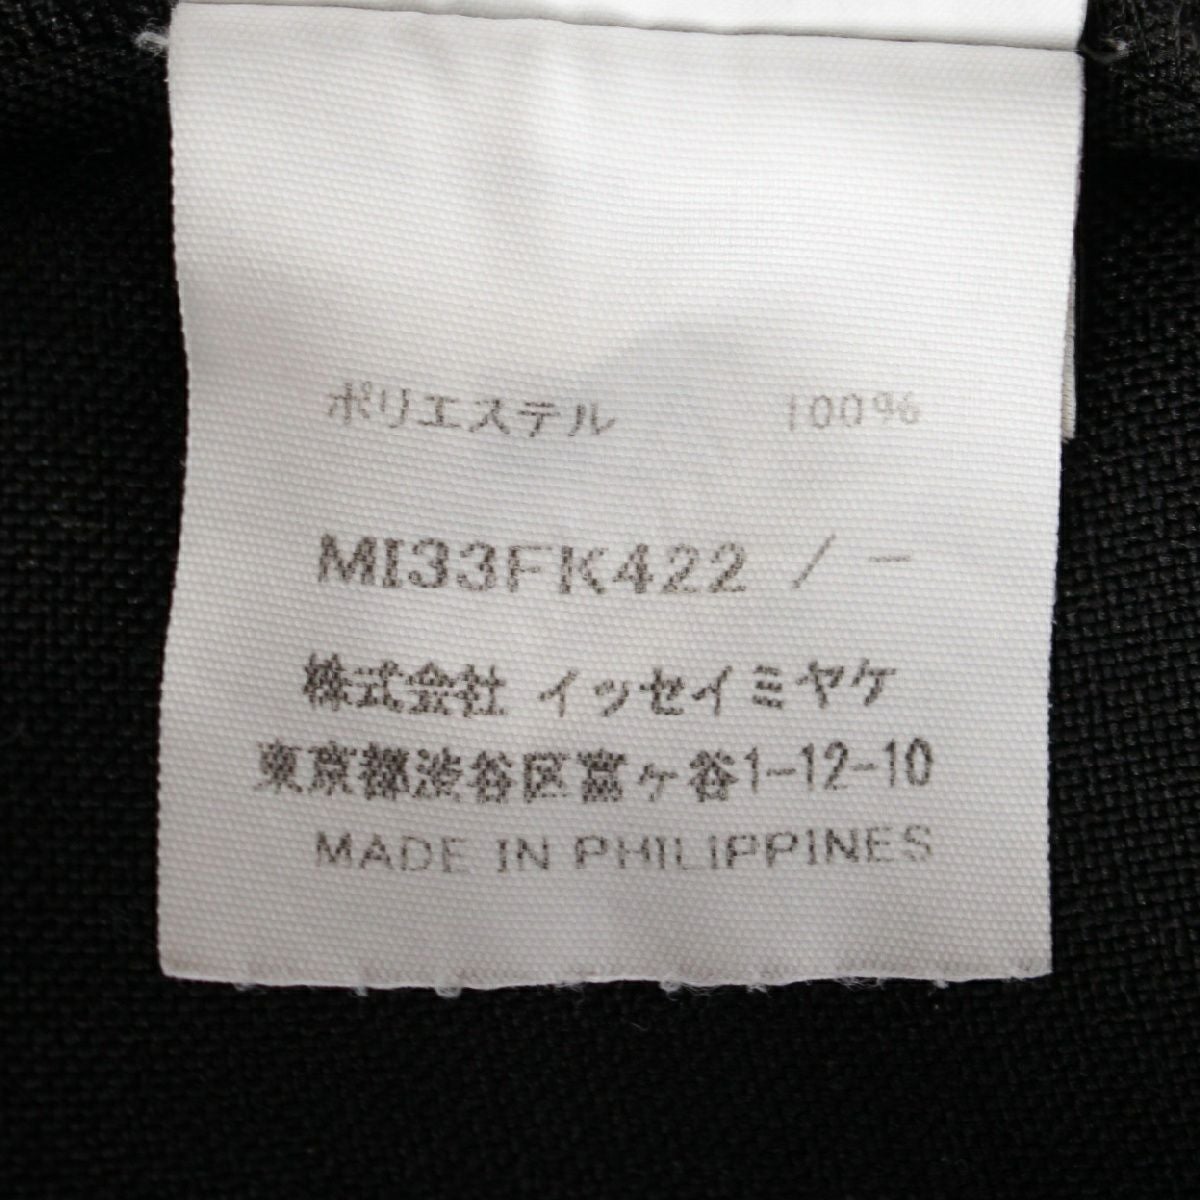 ポリエステル 100%
MI33FK422 / -
株式会社 イッセイミヤケ
東京都渋谷区富ヶ谷1-12-10
MADE IN PHILIPPINES